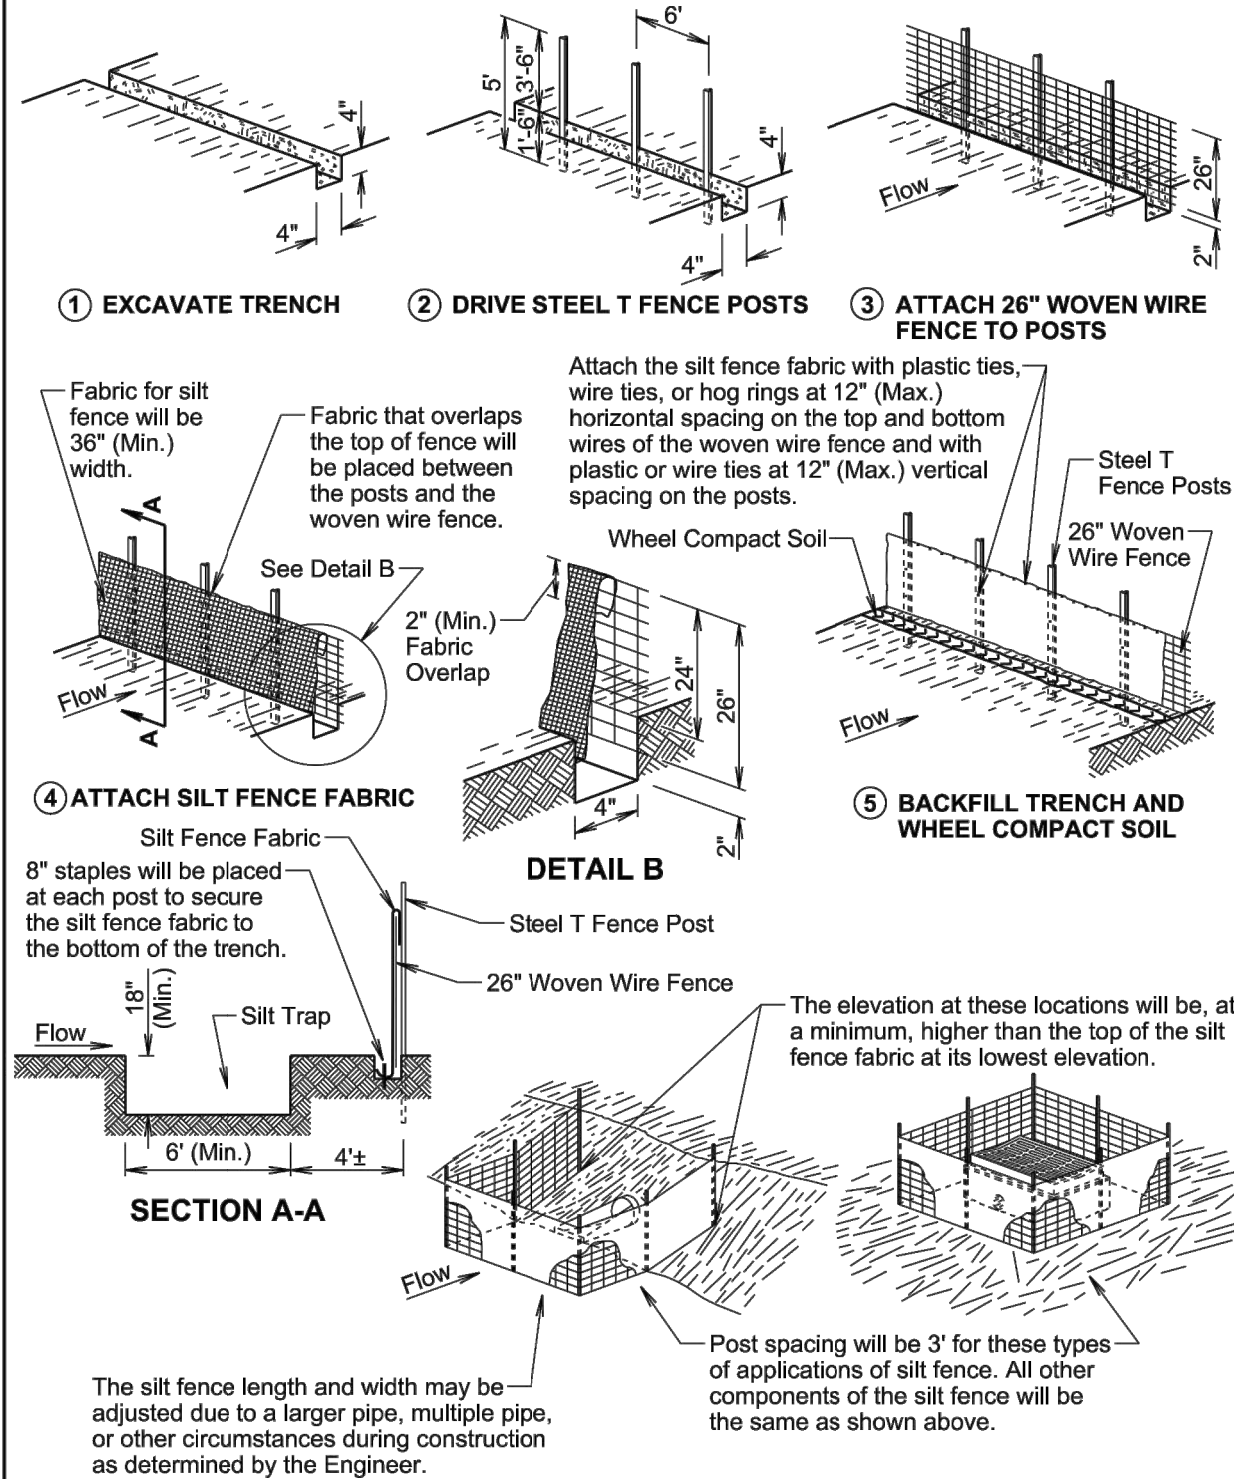 6'
5'
3'-6"
1'-6"
4"
4"
4"
4"
Flow
26"
2"
1 EXCAVATE TRENCH
2 DRIVE STEEL T FENCE POSTS
3 ATTACH 26" WOVEN WIRE
FENCE TO POSTS
Fabric for silt
fence will be
36" (Min.)
width.
Fabric that overlaps
the top of fence will
be placed between
the posts and the
woven wire fence.
See Detail B
A
A
Flow
4 ATTACH SILT FENCE FABRIC
Attach the silt fence fabric with plastic ties,
wire ties, or hog rings at 12" (Max.)
horizontal spacing on the top and bottom
wires of the woven wire fence and with
plastic or wire ties at 12" (Max.) vertical
spacing on the posts.
Wheel Compact Soil
Steel T
Fence Posts
26" Woven
Wire Fence
Flow
5 BACKFILL TRENCH AND
WHEEL COMPACT SOIL
2" (Min.)
Fabric
Overlap
24"
26"
4"
2"
DETAIL B
Silt Fence Fabric
8" staples will be placed
at each post to secure
the silt fence fabric to
the bottom of the trench.
Steel T Fence Post
26" Woven Wire Fence
18"
(Min.)
Silt Trap
Flow
6' (Min.)
4'±
SECTION A-A
The elevation at these locations will be, at
a minimum, higher than the top of the silt
fence fabric at its lowest elevation.
Flow
Post spacing will be 3' for these types
of applications of silt fence. All other
components of the silt fence will be
the same as shown above.
The silt fence length and width may be
adjusted due to a larger pipe, multiple pipe,
or other circumstances during construction
as determined by the Engineer.